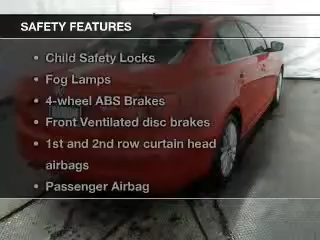 SAFETY FEATURES
• Child Safety Locks
• Fog Lamps
• 4-wheel ABS Brakes
• Front Ventilated disc brakes
• 1st and 2nd row curtain head
airbags
• Passenger Airbag